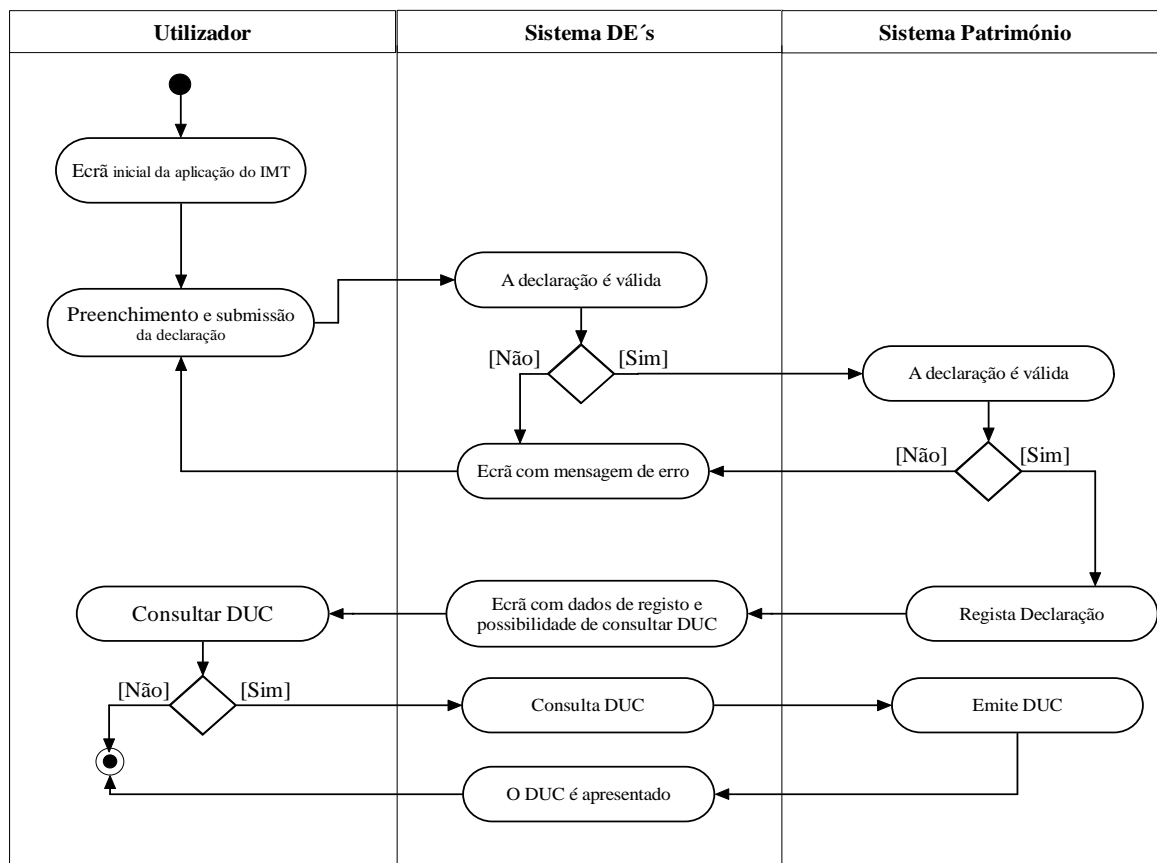 Utilizador
Sistema DE´s
Sistema Património
Ecrã inicial da aplicação do IMT
A declaração é válida
Preenchimento e submissão
da declaração
[Não]
[Sim]
A declaração é válida
Ecrã com mensagem de erro
[Não]
[Sim]
Consultar DUC
Ecrã com dados de registo e
possibilidade de consultar DUC
Regista Declaração
[Não]
[Sim]
Consulta DUC
Emite DUC
O DUC é apresentado